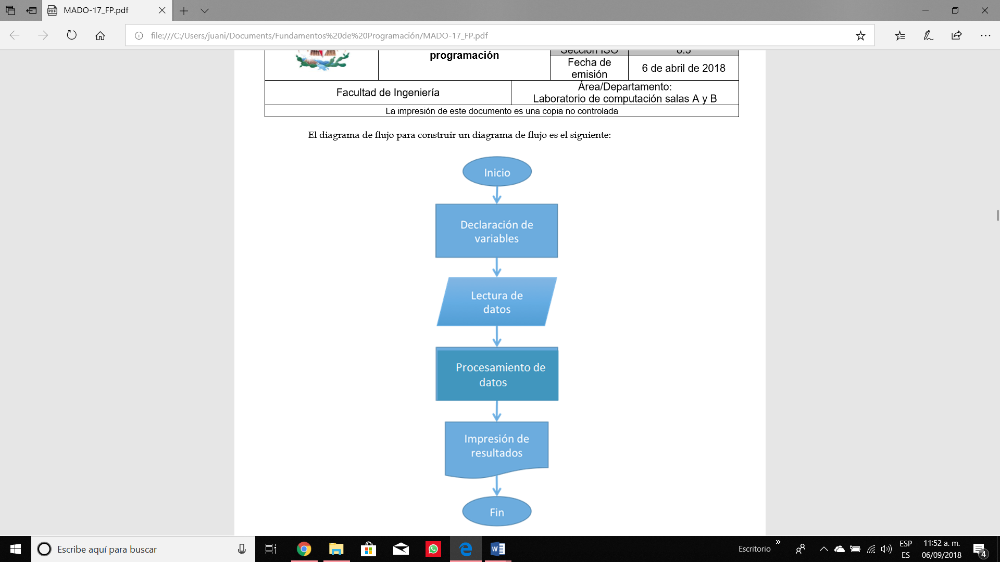 MADO-17_FP.pdf
file:///C:/Users/juani/Documents/Fundamentos%20de%20Programación/MADO-17_FP.pdf
programación
Sección ISO
8.3
Fecha de
emisión
6 de abril de 2018
Facultad de Ingeniería
Área/Departamento:
Laboratorio de computación salas A y B
La impresión de este documento es una copia no controlada
El diagrama de flujo para construir un diagrama de flujo es el siguiente:
Inicio
Declaración de
variables
Lectura de
datos
Procesamiento de
datos
Impresión de
resultados
Fin
Escribe aquí para buscar
Escritorio
ESP
ES
11:52 a. m.
06/09/2018
4